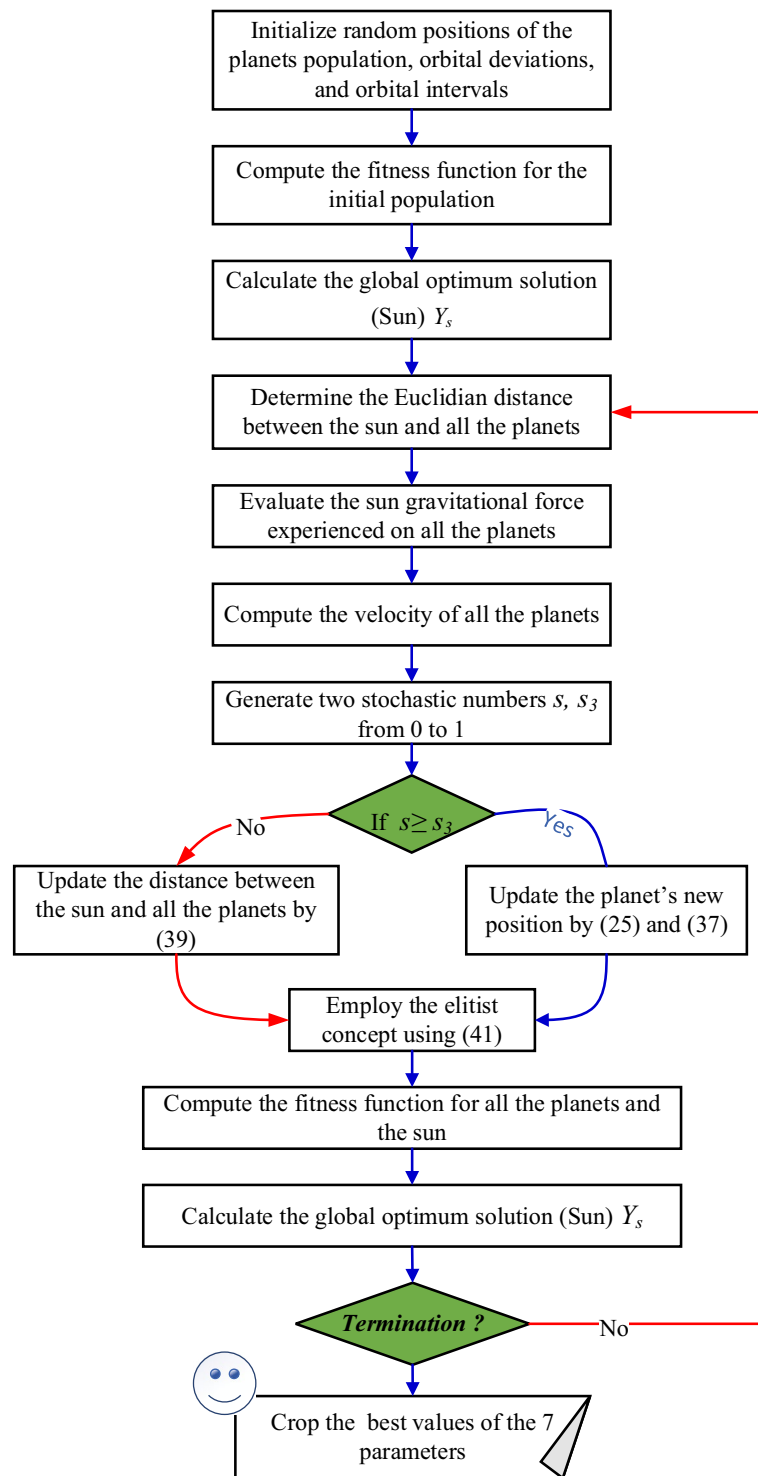 Initialize random positions of the
planets population, orbital deviations,
and orbital intervals
Compute the fitness function for the
initial population
Calculate the global optimum solution
(Sun) Yₛ
Determine the Euclidian distance
between the sun and all the planets
Evaluate the sun gravitational force
experienced on all the planets
Compute the velocity of all the planets
Generate two stochastic numbers s, s₃
from 0 to 1
If s≥ s₃
No
Yes
Update the distance between
the sun and all the planets by
(39)
Update the planet’s new
position by (25) and (37)
Employ the elitist
concept using (41)
Compute the fitness function for all the planets and
the sun
Calculate the global optimum solution (Sun) Yₛ
Termination ?
No
Crop the best values of the 7
parameters